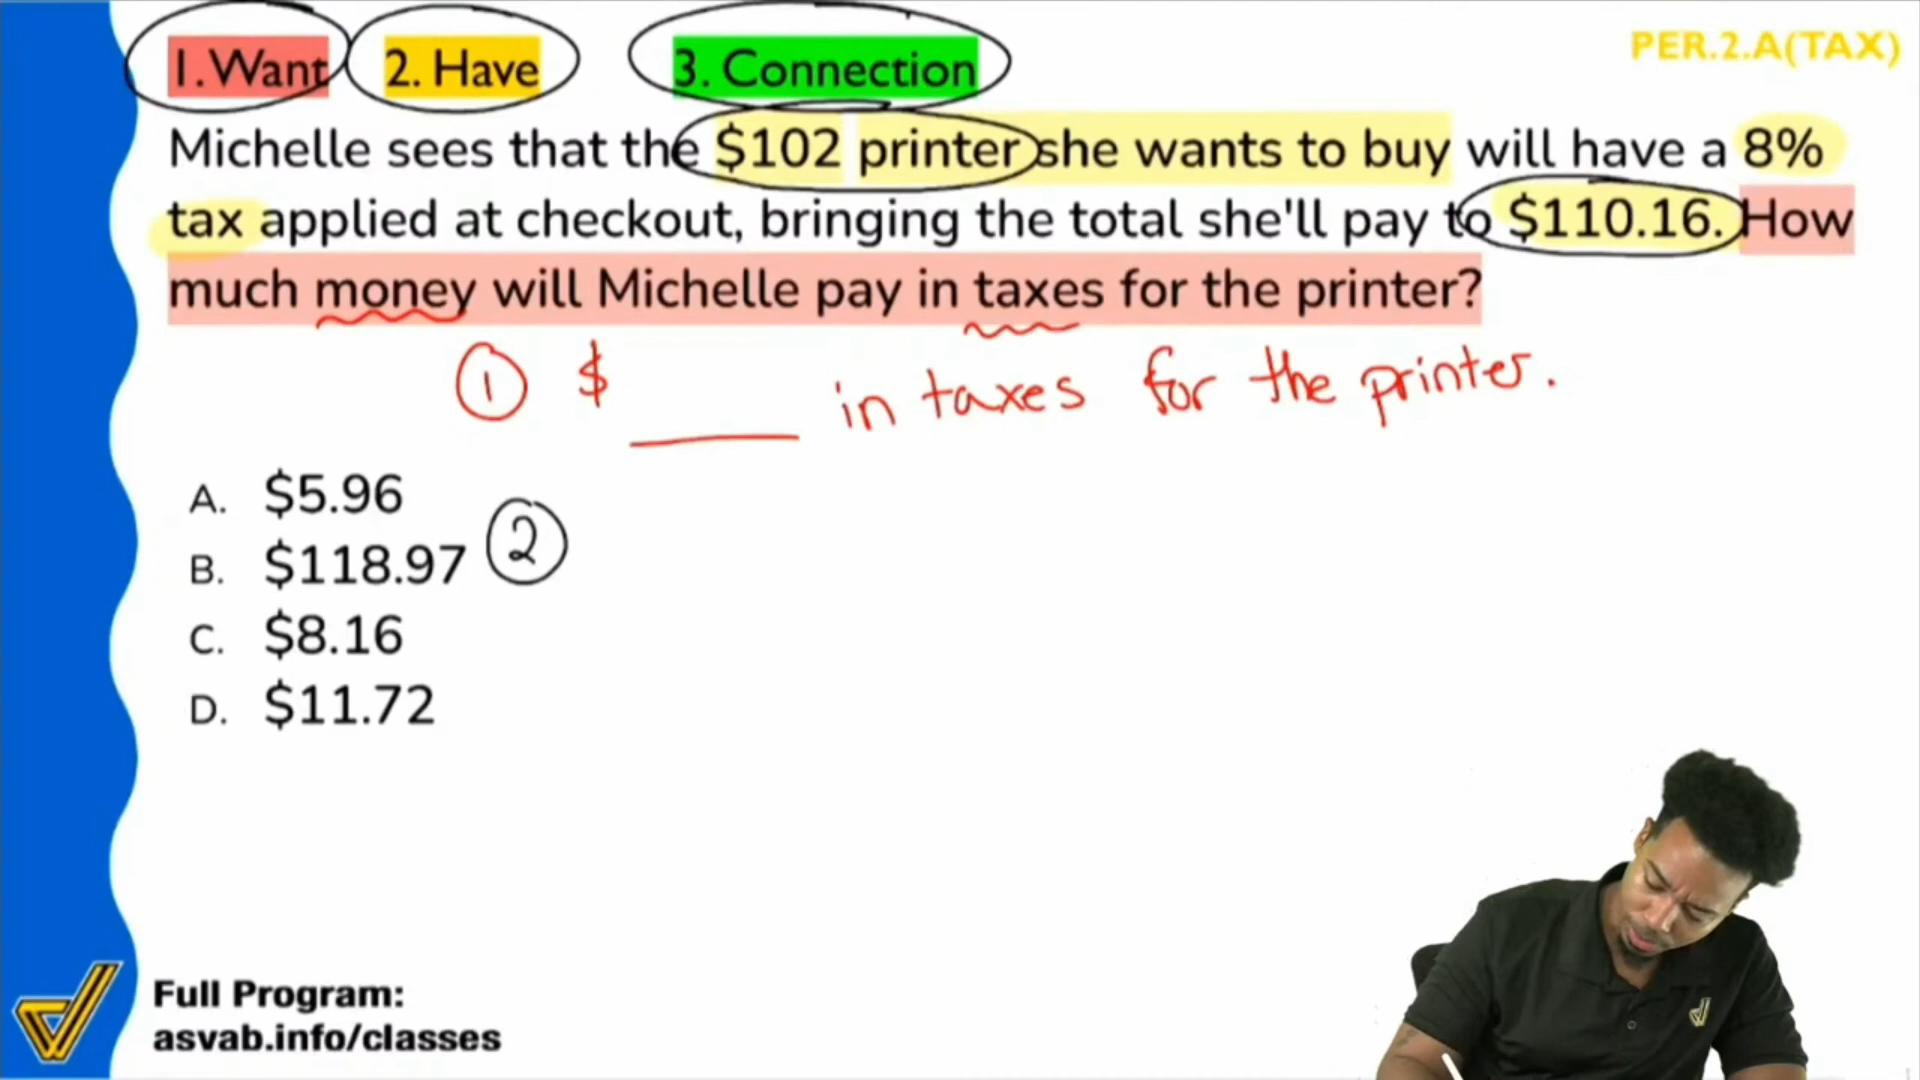 1. Want 2. Have 3. Connection
PER.2.A(TAX)
Michelle sees that the $102 printer she wants to buy will have a 8%
tax applied at checkout, bringing the total she'll pay to $110.16. How
much money will Michelle pay in taxes for the printer?
1 $ ____ in taxes for the printer.
A. $5.96
B. $118.97
2
C. $8.16
D. $11.72
Full Program:
asvab.info/classes